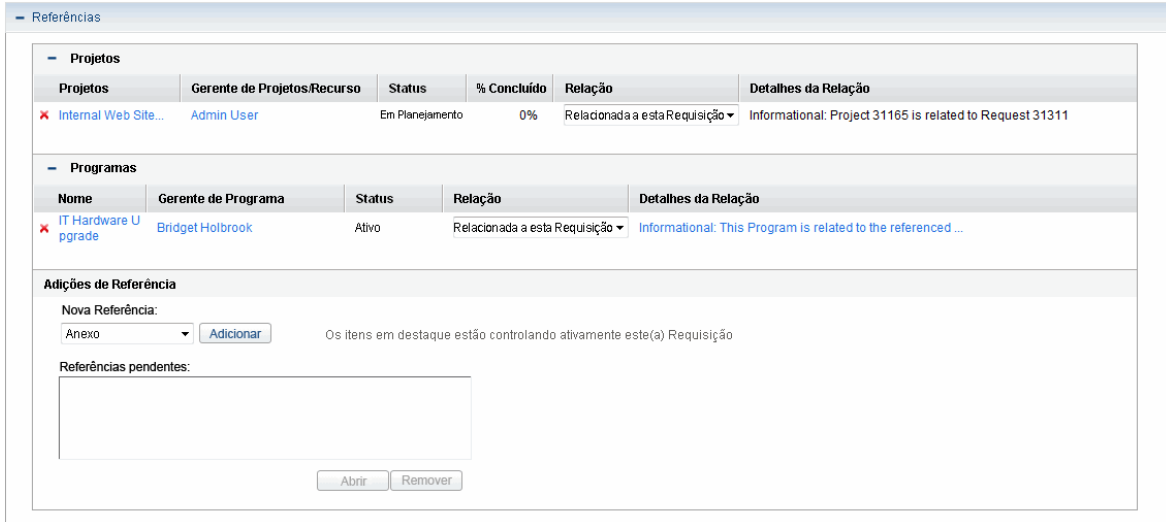 Referências
Projetos
Projetos Gerente de Projetos/Recurso Status % Concluído Relação Detalhes da Relação
Internal Web Site... Admin User Em Planejamento 0% Relacionada a esta Requisição Informational: Project 31165 is related to Request 31311
Programas
Nome Gerente de Programa Status Relação Detalhes da Relação
IT Hardware U
pgrade Bridget Holbrook Ativo Relacionada a esta Requisição Informational: This Program is related to the referenced ...
Adições de Referência
Nova Referência:
Anexo Adicionar Os itens em destaque estão controlando ativamente este(a) Requisição
Referências pendentes:
Abrir Remover